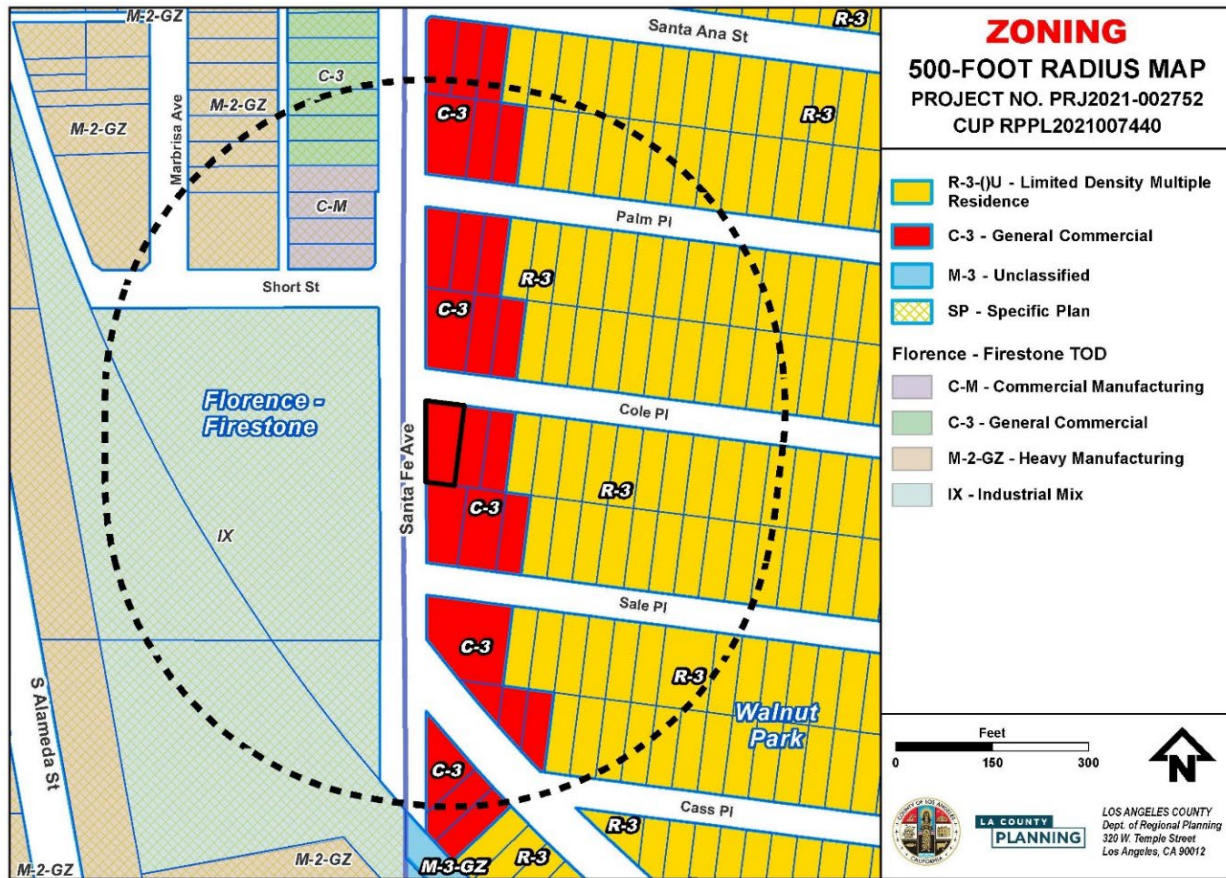 ZONING
500-FOOT RADIUS MAP
PROJECT NO. PRJ2021-002752
CUP RPPL2021007440
R-3-()U - Limited Density Multiple
Residence
C-3 - General Commercial
M-3 - Unclassified
SP - Specific Plan
Florence - Firestone TOD
C-M - Commercial Manufacturing
C-3 - General Commercial
M-2-GZ - Heavy Manufacturing
IX - Industrial Mix
Feet
0 150 300
N
COUNTY OF LOS ANGELES
CALIFORNIA
LA COUNTY
PLANNING
LOS ANGELES COUNTY
Dept. of Regional Planning
320 W. Temple Street
Los Angeles, CA 90012
M-2-GZ
Santa Ana St
R-3
C-3
M-2-GZ
M-2-GZ
Marbrisa Ave
C-3
R-3
C-M
Palm Pl
R-3
Short St
C-3
Florence -
Firestone
Cole Pl
Santa Fe Ave
R-3
C-3
IX
Sale Pl
C-3
R-3
Walnut
Park
S Alameda St
C-3
Cass Pl
R-3
M-2-GZ
M-2-GZ
M-3-GZ
R-3